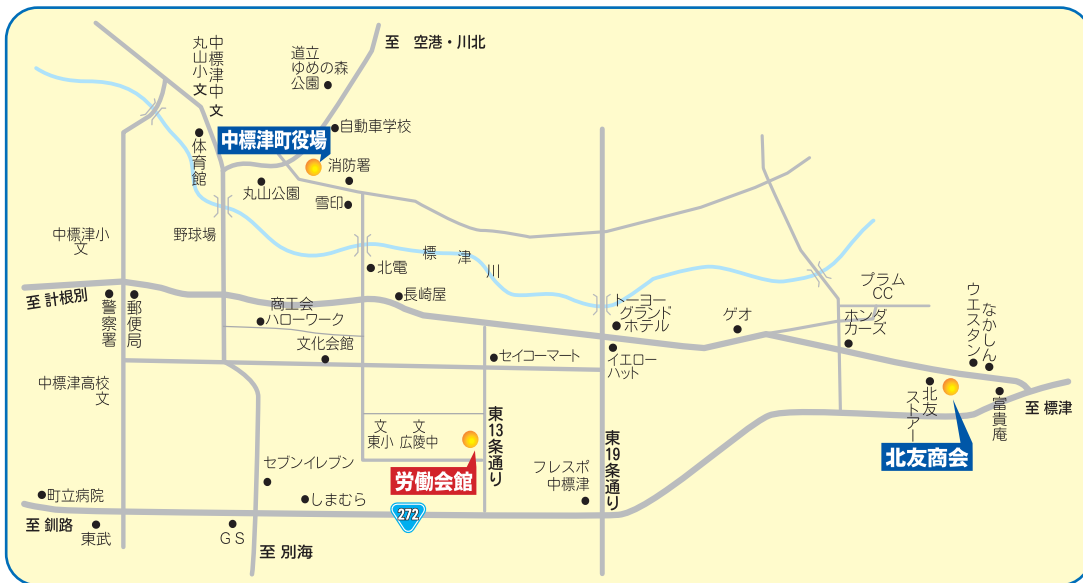 至 空港・川北
中標津中 文
丸山小 文
道立
ゆめの森
公園
自動車学校
体育館
中標津町役場
消防署
丸山公園
雪印
中標津小
文
野球場
標津川
北電
長崎屋
至 計根別
警察署
郵便局
商工会
ハローワーク
文化会館
セイコーマート
トーヨー
グランド
ホテル
イエロー
ハット
ゲオ
プラム
CC
ホンダ
カーズ
ウエスタン
なかしん
北友
ストアー
富貴庵
至 標津
北友商会
中標津高校
文
文
東小
文
広陵中
東13条通り
東19条通り
労働会館
セブンイレブン
しまむら
フレスポ
中標津
町立病院
至 釧路
東武
GS
至 別海
272